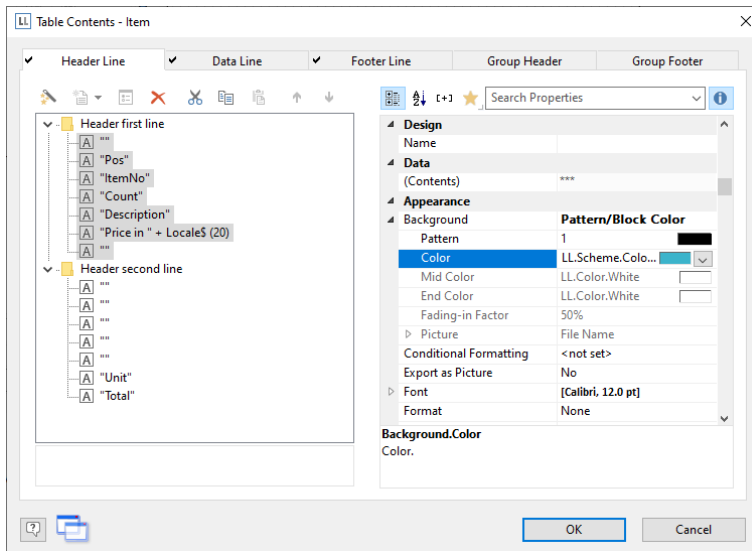 LL Table Contents - Item
Header Line
Data Line
Footer Line
Group Header
Group Footer
Search Properties
Header first line
A ""
A "Pos"
A "ItemNo"
A "Count"
A "Description"
A "Price in " + Locale$ (20)
A ""
Header second line
A ""
A ""
A ""
A ""
A ""
A "Unit"
A "Total"
Design
Name
Data
(Contents) ***
Appearance
Background Pattern/Block Color
Pattern 1
Color LL.Scheme.Colo...
Mid Color LL.Color.White
End Color LL.Color.White
Fading-in Factor 50%
Picture File Name
Conditional Formatting <not set>
Export as Picture No
Font [Calibri, 12.0 pt]
Format None
Background.Color
Color.
OK
Cancel